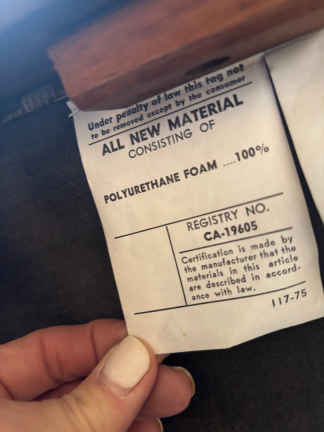 Under penalty of law this tag not
to be removed except by the consumer
ALL NEW MATERIAL
CONSISTING OF
POLYURETHANE FOAM ....100%
REGISTRY NO.
CA-19605
Certification is made by
the manufacturer that the
materials in this article
are described in accord-
ance with law.
117-75